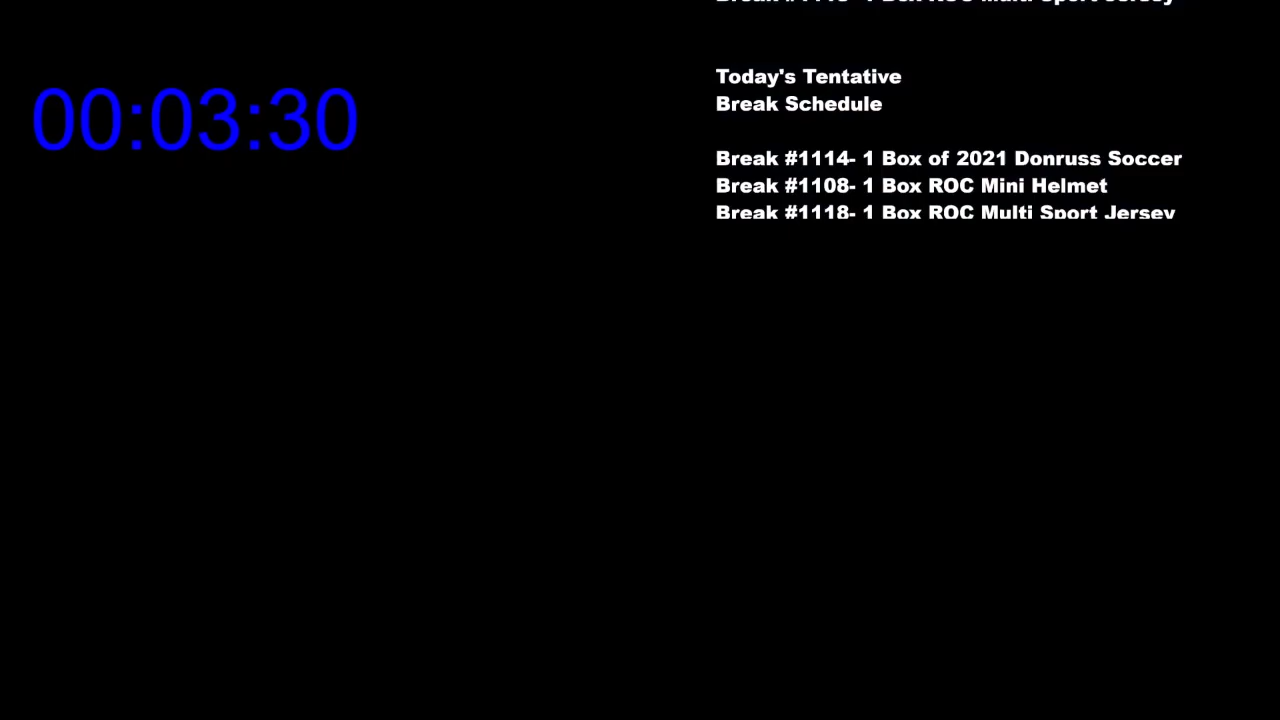 00:03:30
Today's Tentative
Break Schedule
Break #1114- 1 Box of 2021 Donruss Soccer
Break #1108- 1 Box ROC Mini Helmet
Break #1118- 1 Box ROC Multi Sport Jersey